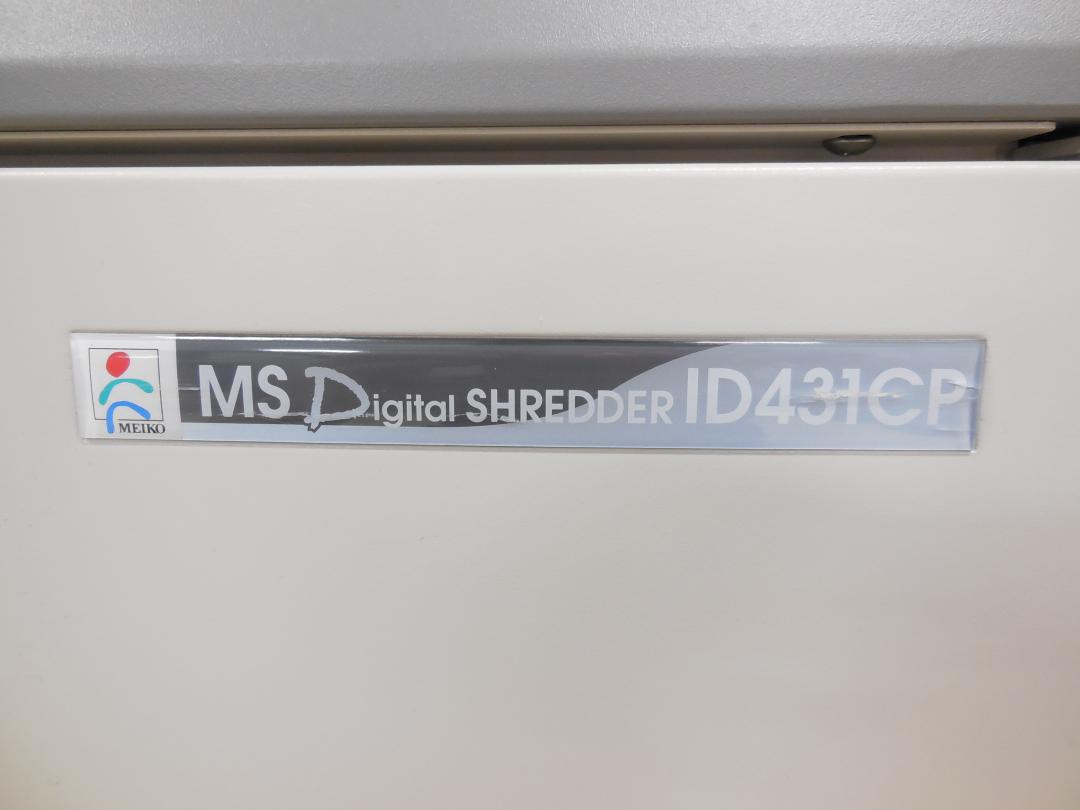 MEIKO
MS Digital SHREDDER ID431CP